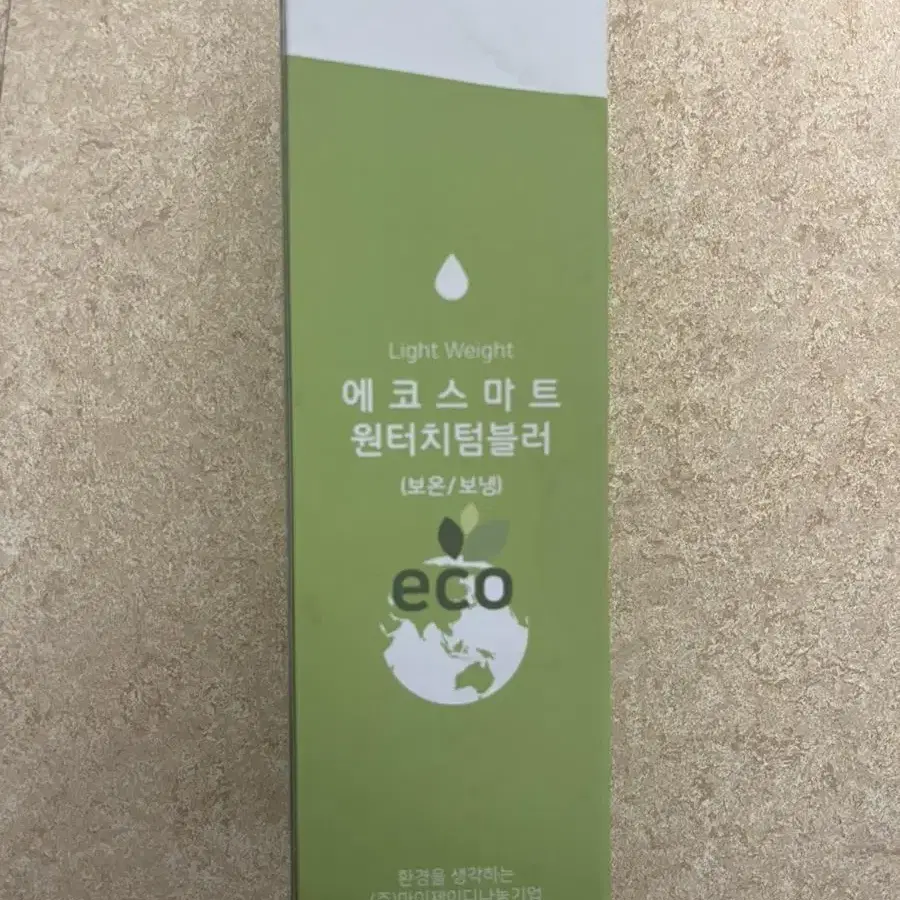 Light Weight
에코스마트
원터치텀블러
(보온/보냉)
eco
환경을 생각하는